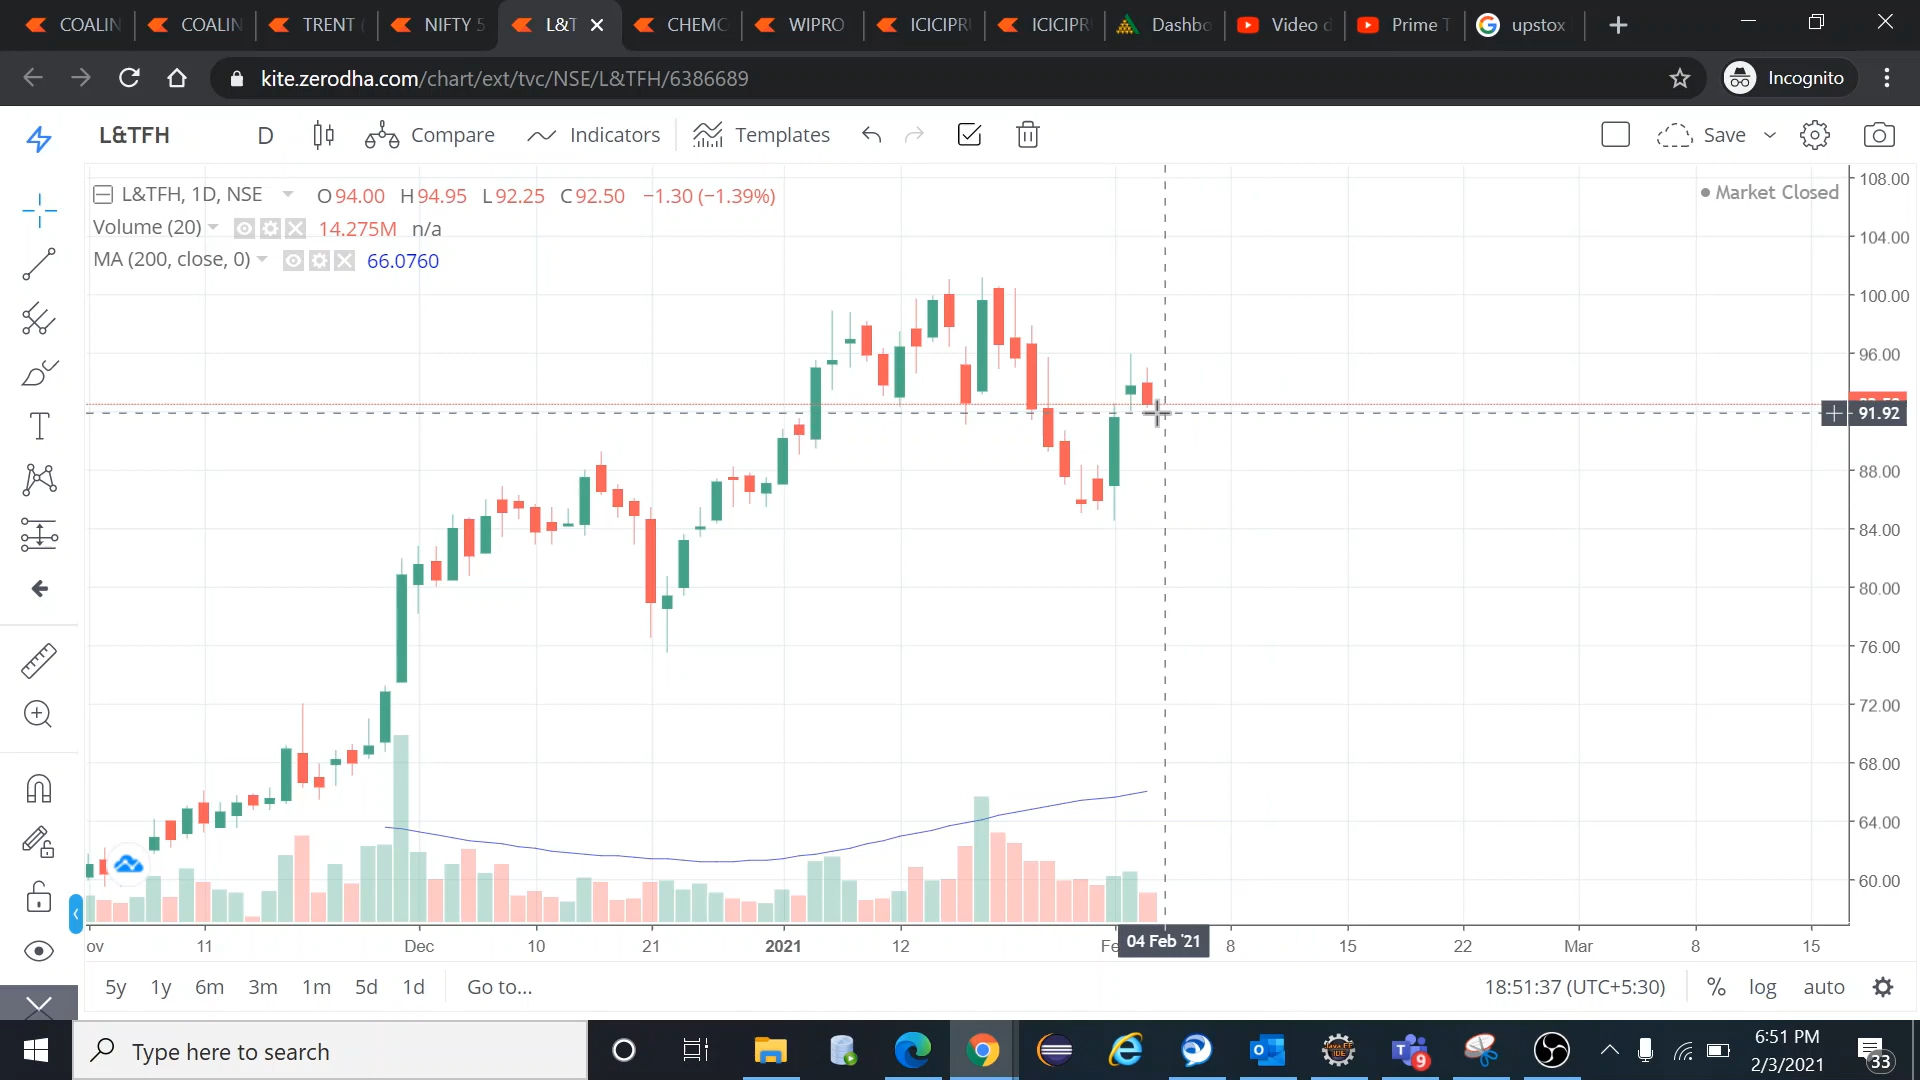 COALIN COALIN TRENT NIFTY 5 L&T CHEMC WIPRO ICICIPR ICICIPR Dashbo Video Prime T upstox
kite.zerodha.com/chart/ext/tvc/NSE/L&TFH/6386689 Incognito
L&TFH D Compare Indicators Templates Save
L&TFH, 1D, NSE O 94.00 H 94.95 L 92.25 C 92.50 −1.30 (−1.39%) Market Closed
Volume (20) 14.275M n/a
MA (200, close, 0) 66.0760
108.00
104.00
100.00
96.00
91.92
88.00
84.00
80.00
76.00
72.00
68.00
64.00
60.00
ov 11 Dec 10 21 2021 12 Fe 04 Feb '21 8 15 22 Mar 8 15
5y 1y 6m 3m 1m 5d 1d Go to... 18:51:37 (UTC+5:30) % log auto
Type here to search 9 6:51 PM
2/3/2021 33